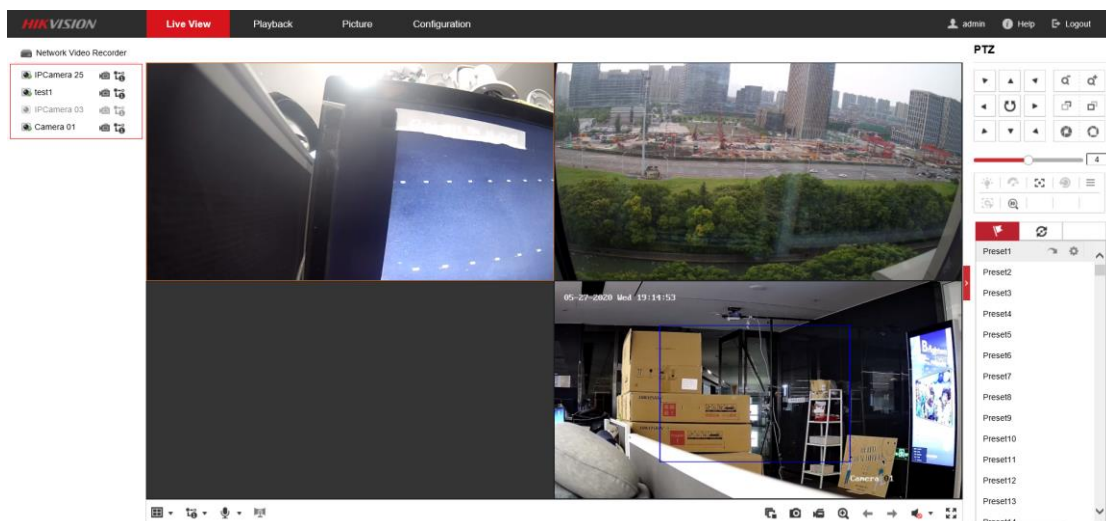 HIKVISION
Live View
Playback
Picture
Configuration
admin
Help
Logout
Network Video Recorder
IPCamera 25
test1
IPCamera 03
Camera 01
05-27-2020 Wed 19:14:53
Camera 01
PTZ
4
Preset1
Preset2
Preset3
Preset4
Preset5
Preset6
Preset7
Preset8
Preset9
Preset10
Preset11
Preset12
Preset13